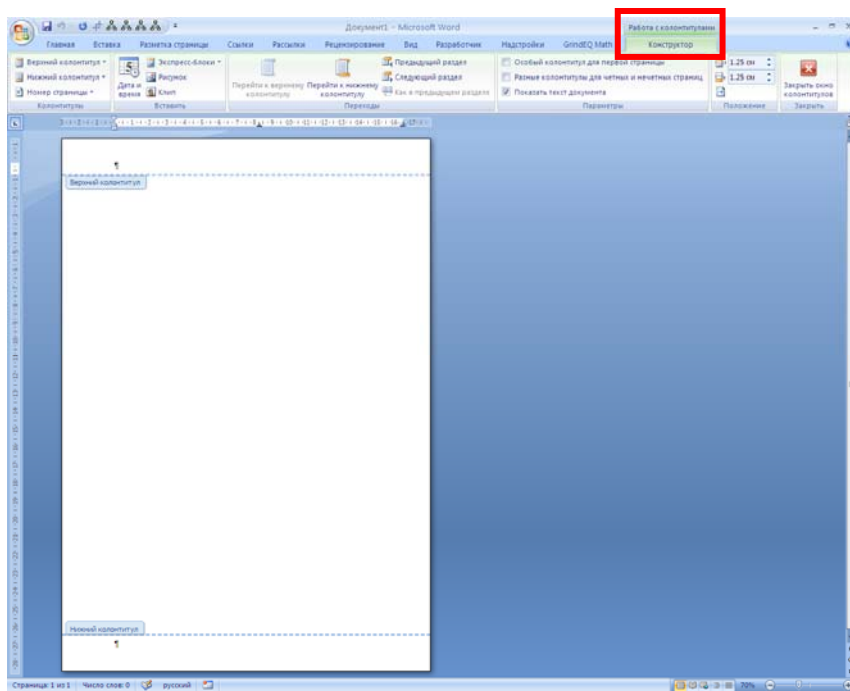 Документ1 - Microsoft Word
Работа с колонтитулами
Главная Вставка Разметка страницы Ссылки Рассылки Рецензирование Вид Разработчик Надстройки GrindEQ Math Конструктор
Верхний колонтитул
Нижний колонтитул
Номер страницы
Колонтитулы
5
Дата и время
Экспресс-блоки
Рисунок
Клип
Вставить
Перейти к верхнему колонтитулу
Перейти к нижнему колонтитулу
Предыдущий раздел
Следующий раздел
Как в предыдущем разделе
Переходы
Особый колонтитул для первой страницы
Разные колонтитулы для четных и нечетных страниц
Показать текст документа
Параметры
1.25 см
1.25 см
Положение
Закрыть окно колонтитулов
Закрыть
¶
Верхний колонтитул
Нижний колонтитул
¶
Страница: 1 из 1 Число слов: 0 русский 70%